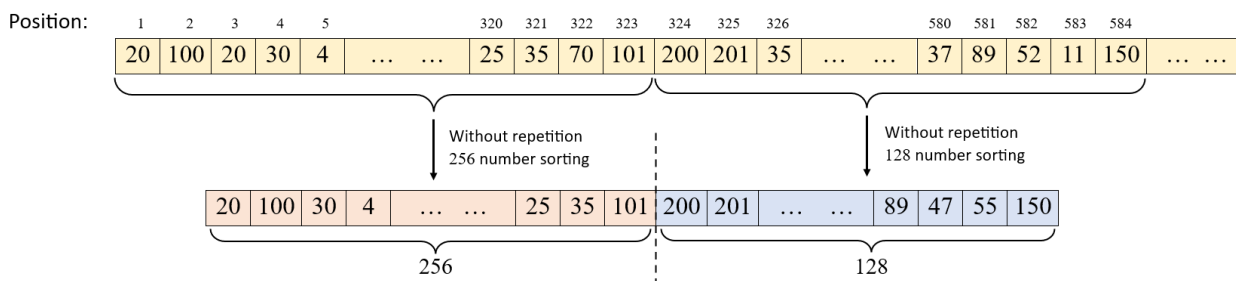 Position: 1 2 3 4 5 320 321 322 323 324 325 326 580 581 582 583 584
20 100 20 30 4 … … 25 35 70 101 200 201 35 … … 37 89 52 11 150 … …
Without repetition
256 number sorting
Without repetition
128 number sorting
20 100 30 4 … … 25 35 101 200 201 … … 89 47 55 150
256 128